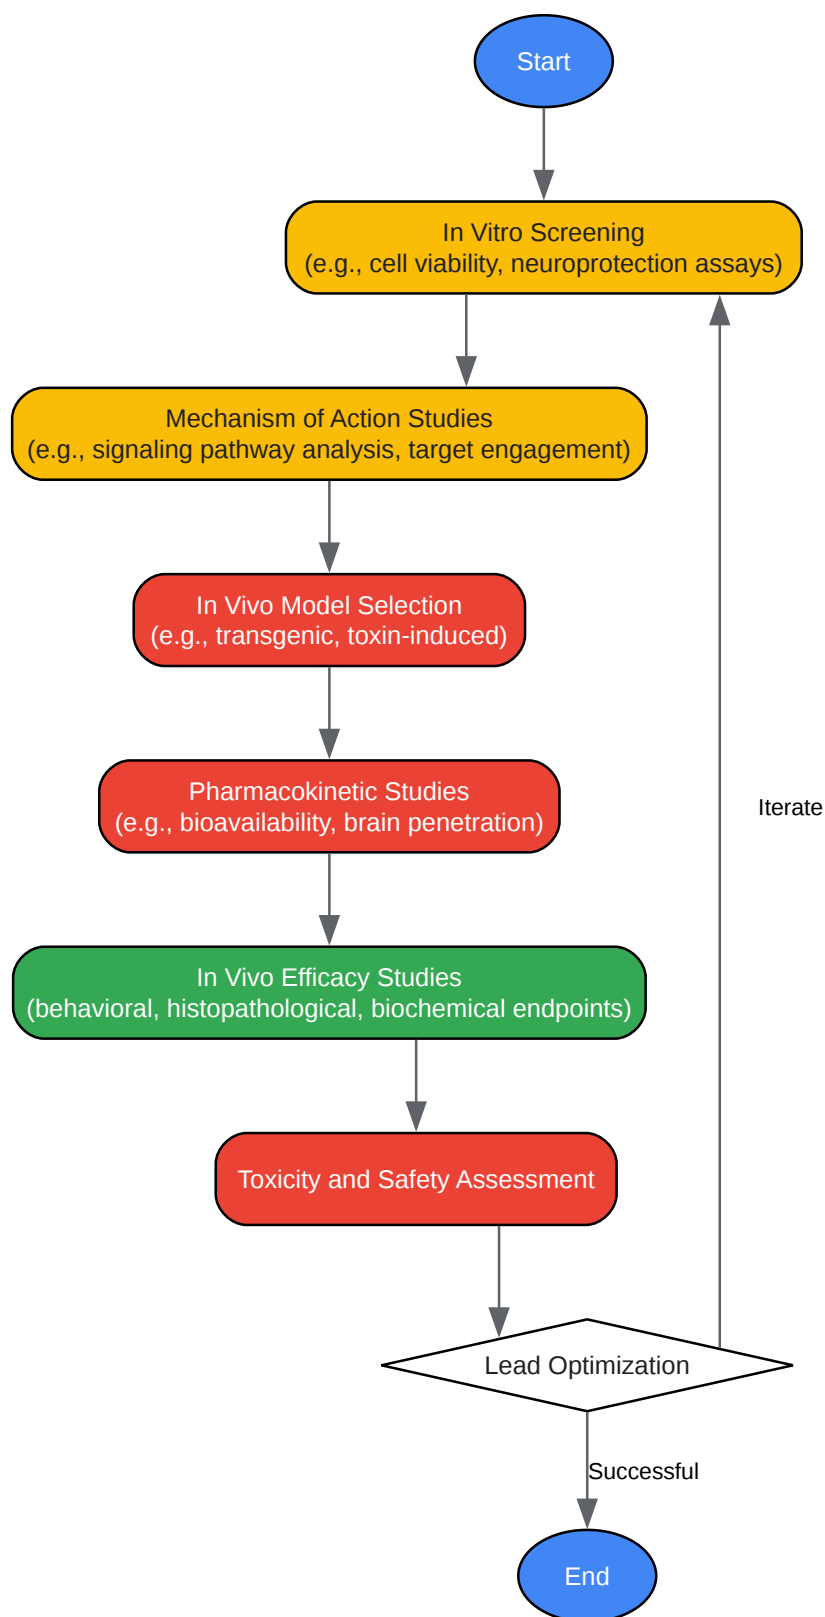 Start
In Vitro Screening
(e.g., cell viability, neuroprotection assays)
Mechanism of Action Studies
(e.g., signaling pathway analysis, target engagement)
In Vivo Model Selection
(e.g., transgenic, toxin-induced)
Pharmacokinetic Studies
(e.g., bioavailability, brain penetration)
Iterate
In Vivo Efficacy Studies
(behavioral, histopathological, biochemical endpoints)
Toxicity and Safety Assessment
Lead Optimization
Successful
End